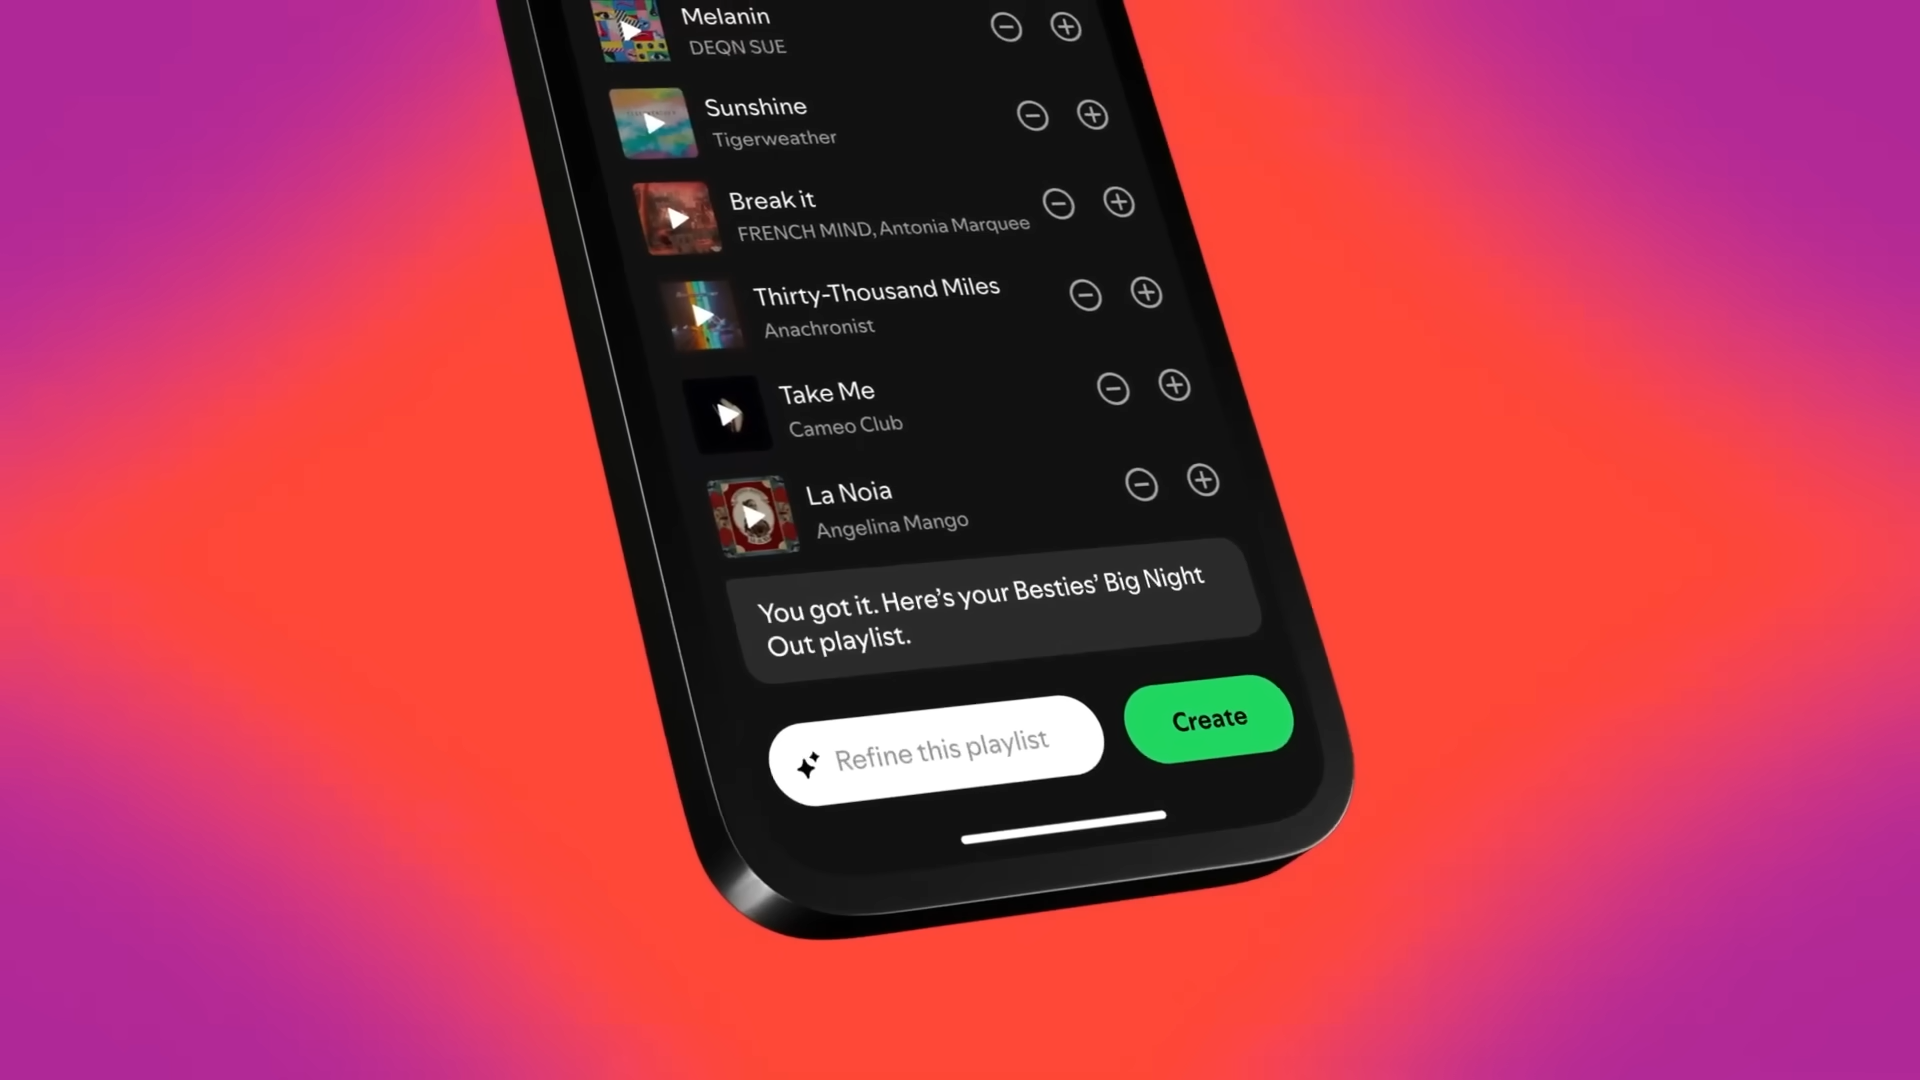 Melanin
DEQN SUE
Sunshine
Tigerweather
Break it
FRENCH MIND, Antonia Marquee
Thirty-Thousand Miles
Anachronist
Take Me
Cameo Club
La Noia
Angelina Mango
You got it. Here’s your Besties’ Big Night
Out playlist.
Refine this playlist
Create